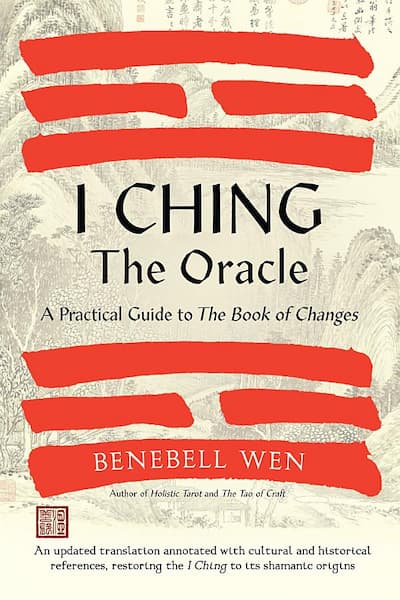 I CHING
The Oracle
A Practical Guide to The Book of Changes
BENEBELL WEN
Author of Holistic Tarot and The Tao of Craft
An updated translation annotated with cultural and historical
references, restoring the I Ching to its shamanic origins